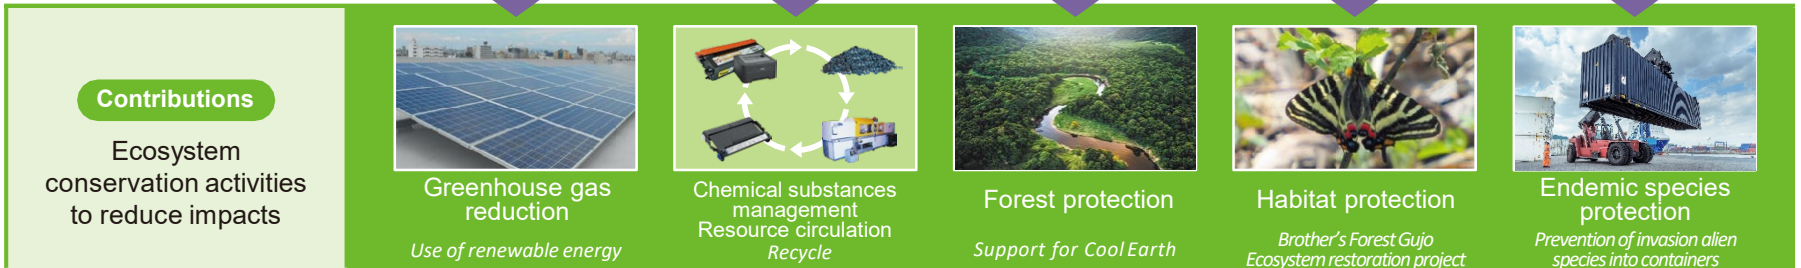 Contributions
Ecosystem
conservation activities
to reduce impacts
Greenhouse gas
reduction
Use of renewable energy
Chemical substances
management
Resource circulation
Recycle
Forest protection
Support for Cool Earth
Habitat protection
Brother's Forest Gujo
Ecosystem restoration project
Endemic species
protection
Prevention of invasion alien
species into containers